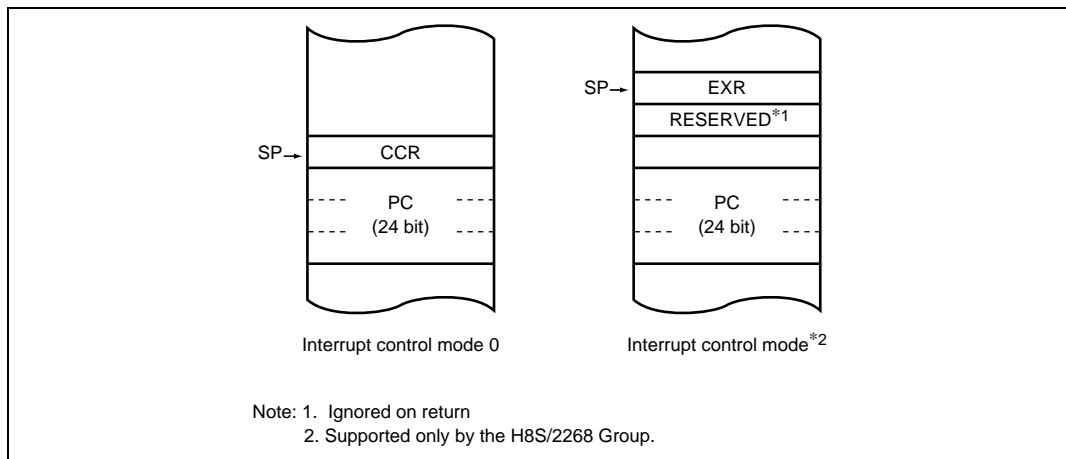 SP→ CCR
PC
(24 bit)
Interrupt control mode 0
SP→ EXR
RESERVED*1
PC
(24 bit)
Interrupt control mode*2
Note: 1. Ignored on return
2. Supported only by the H8S/2268 Group.